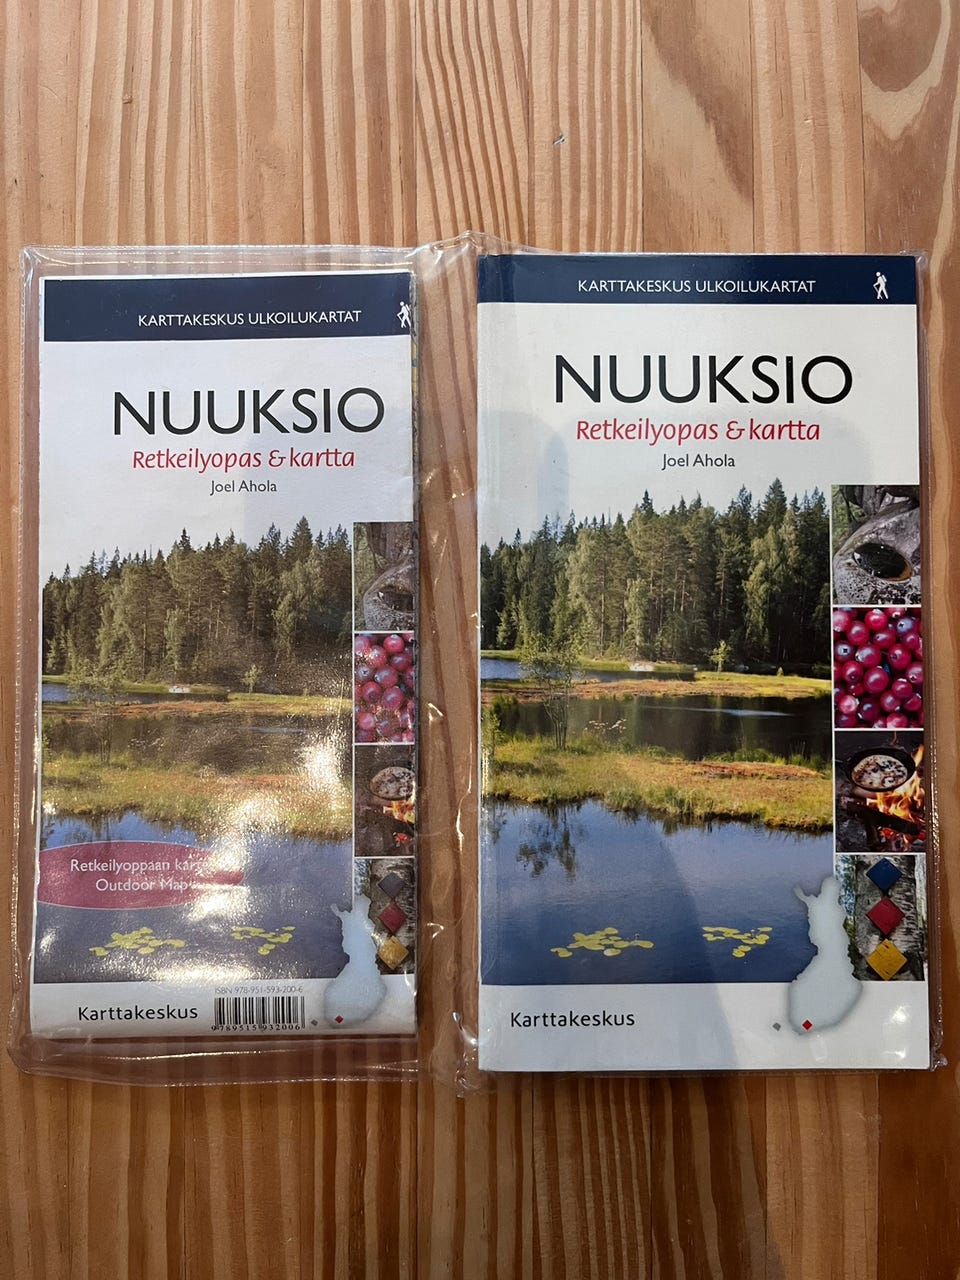 KARTTAKESKUS ULKOILUKARTAT
NUUKSIO
Retkeilyopas & kartta
Joel Ahola
Retkeilyoppaan
Outdoor Map
ISBN 978-951-593-200-6
Karttakeskus
9789515932006
KARTTAKESKUS ULKOILUKARTAT
NUUKSIO
Retkeilyopas & kartta
Joel Ahola
Karttakeskus